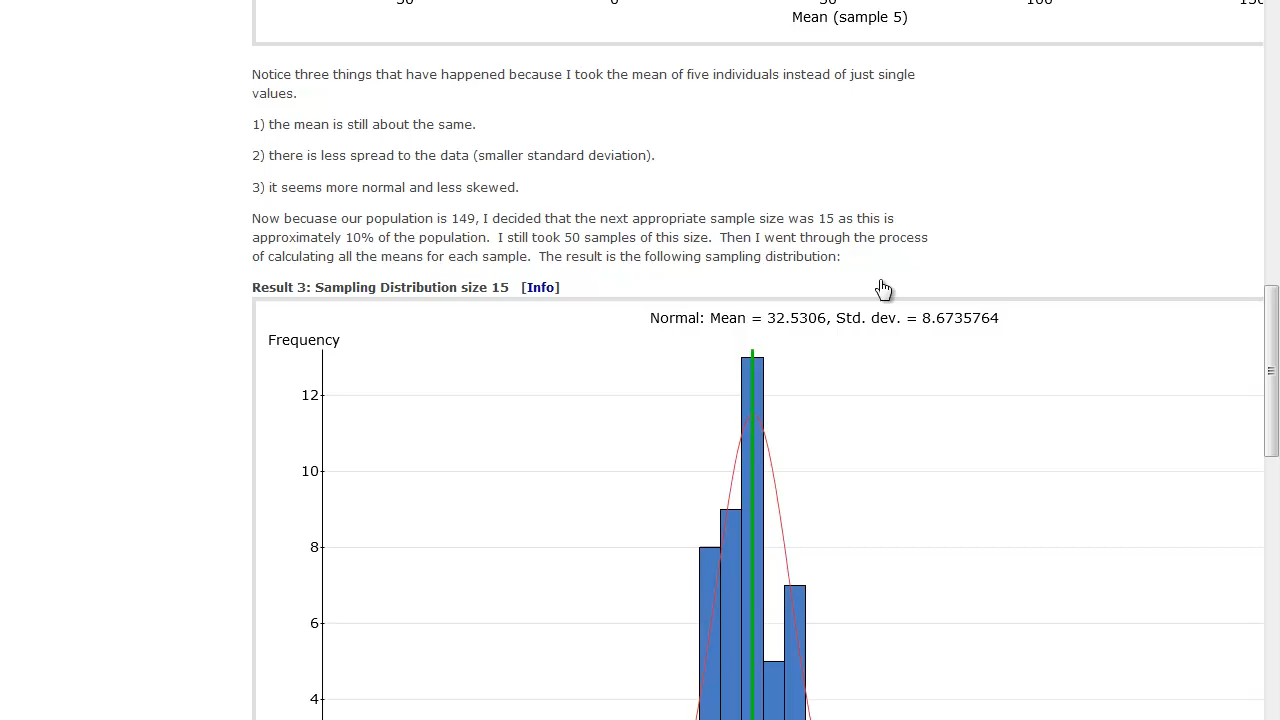 Mean (sample 5)
Notice three things that have happened because I took the mean of five individuals instead of just single
values.
1) the mean is still about the same.
2) there is less spread to the data (smaller standard deviation).
3) it seems more normal and less skewed.
Now becuase our population is 149, I decided that the next appropriate sample size was 15 as this is
approximately 10% of the population.  I still took 50 samples of this size.  Then I went through the process
of calculating all the means for each sample.  The result is the following sampling distribution:
Result 3: Sampling Distribution size 15   [Info]
Normal: Mean = 32.5306, Std. dev. = 8.6735764
Frequency
12
10
8
6
4